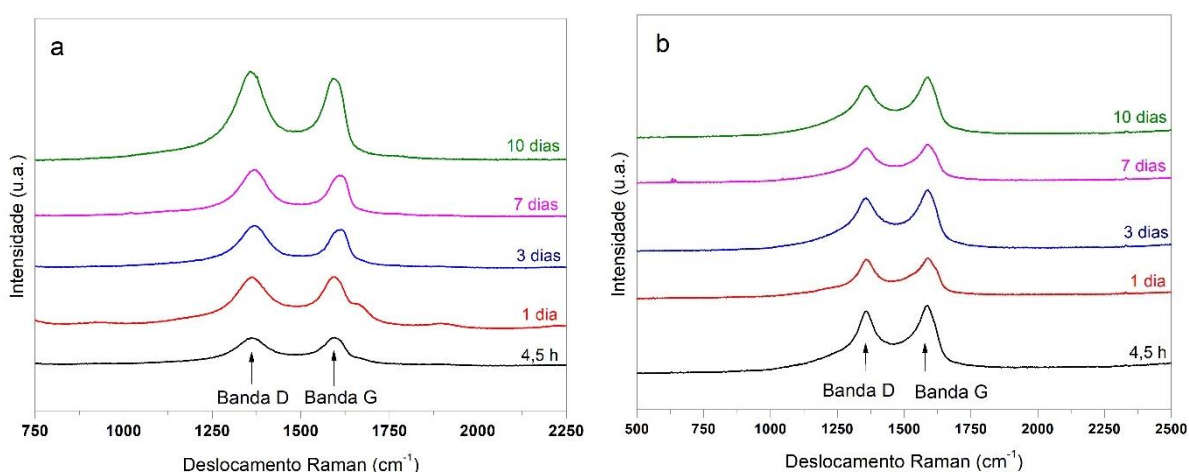 a
10 dias
7 dias
3 dias
1 dia
4,5 h
Banda D
Banda G
Intensidade (u.a.)
750 1000 1250 1500 1750 2000 2250
Deslocamento Raman (cm⁻¹)
b
10 dias
7 dias
3 dias
1 dia
4,5 h
Banda D
Banda G
Intensidade (u.a.)
500 750 1000 1250 1500 1750 2000 2250 2500
Deslocamento Raman (cm⁻¹)